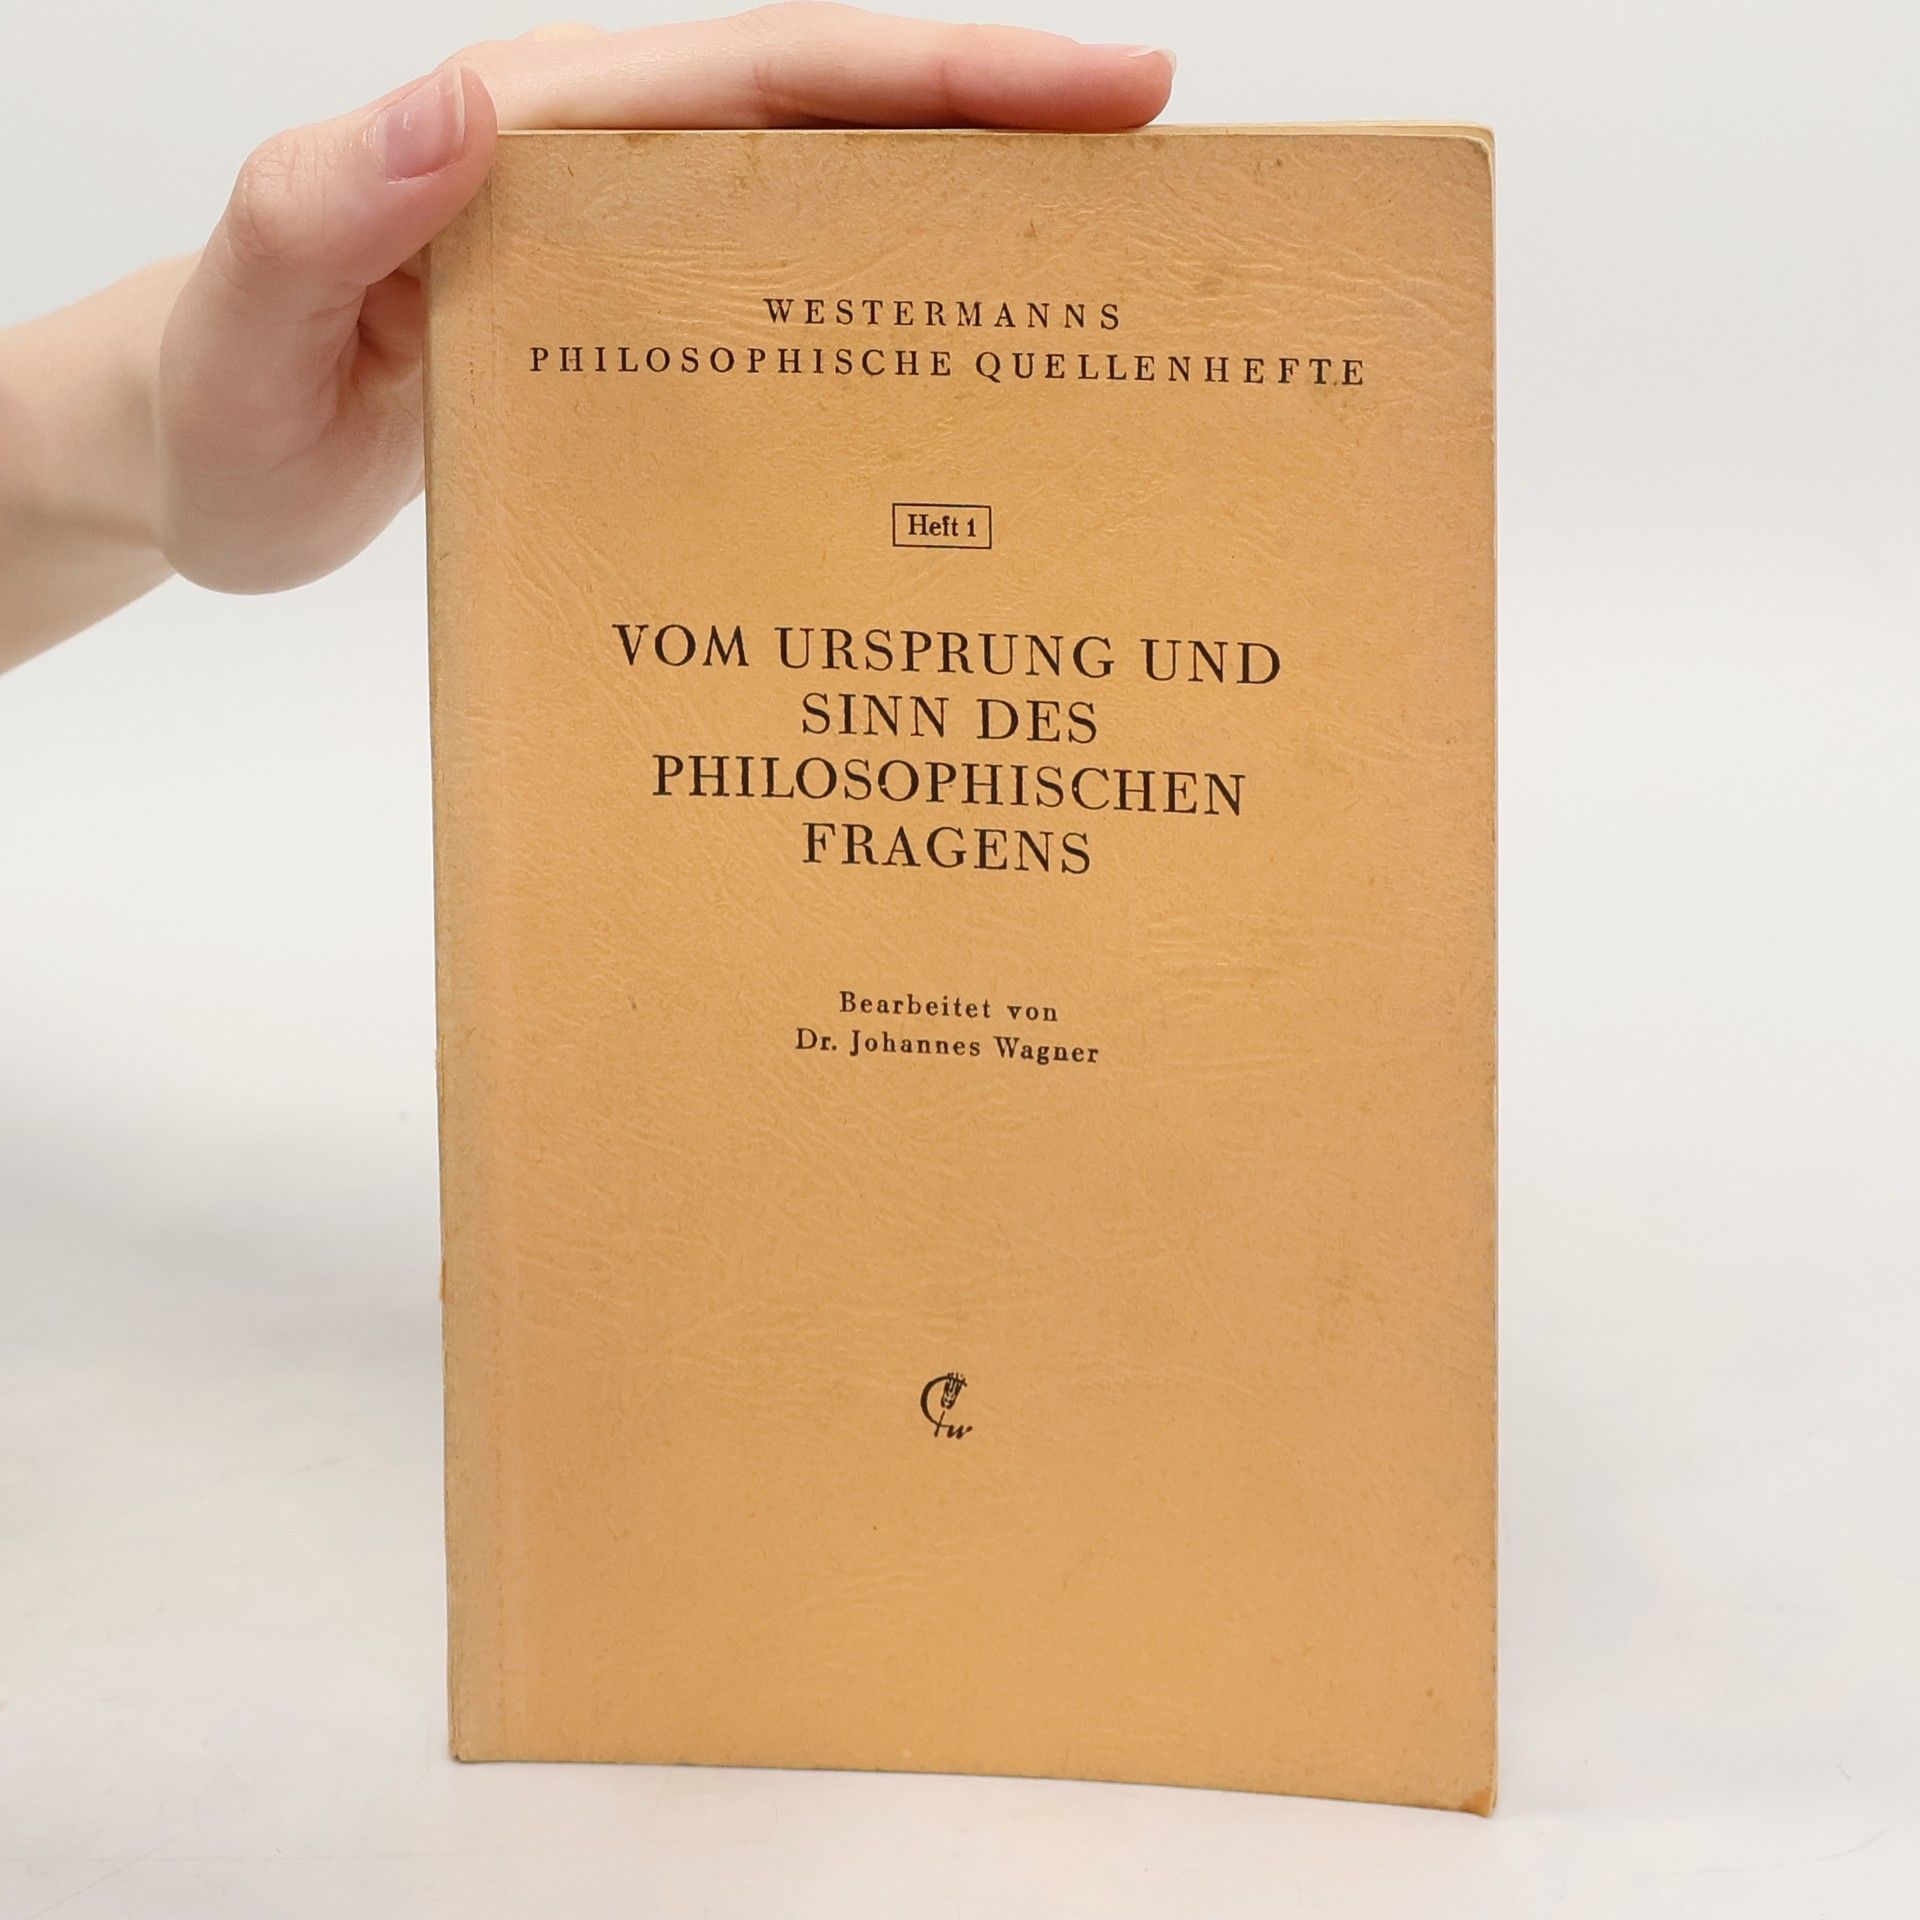 WESTERMANNS
PHILOSOPHISCHE QUELLENHEFTE
Heft 1
VOM URSPRUNG UND
SINN DES
PHILOSOPHISCHEN
FRAGENS
Bearbeitet von
Dr. Johannes Wagner